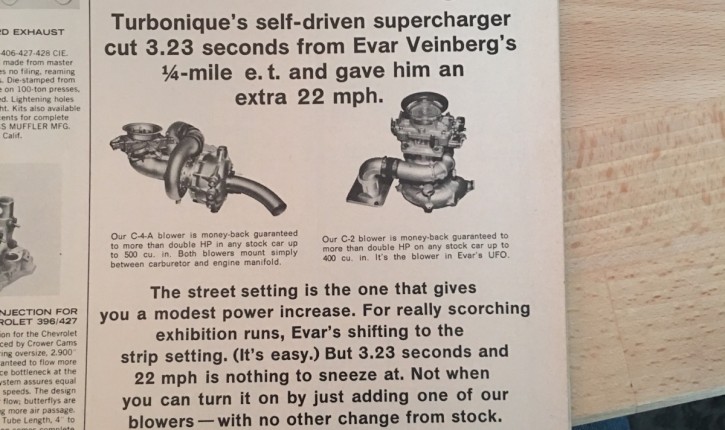 Turbonique's self-driven supercharger
cut 3.23 seconds from Evar Veinberg's
¼-mile e. t. and gave him an
extra 22 mph.
Our C-4-A blower is money-back guaranteed
to more than double HP in any stock car up
to 500 cu. in. Both blowers mount simply
between carburetor and engine manifold.
Our C-2 blower is money-back guaranteed to
more than double HP on any stock car up to
400 cu. in. It's the blower in Evar's UFO.
The street setting is the one that gives
you a modest power increase. For really scorching
exhibition runs, Evar's shifting to the
strip setting. (It's easy.) But 3.23 seconds and
22 mph is nothing to sneeze at. Not when
you can turn it on by just adding one of our
blowers — with no other change from stock.
D EXHAUST
406-427-428 CIE.
made from master
es no filing, reaming
. Die-stamped from
e on 100-ton presses,
ed. Lightening holes
ht. Kits also available
ents for complete
S MUFFLER MFG.
Calif.
NJECTION FOR
ROLET 396/427
ion for the Chevrolet
ced by Crower Cams
ring oversize, 2.900"
anteed to flow more
ce bottleneck at the
ystem assures equal
speeds. The design
flow; butterflys are
g more air passage.
Tube Length, 4" to